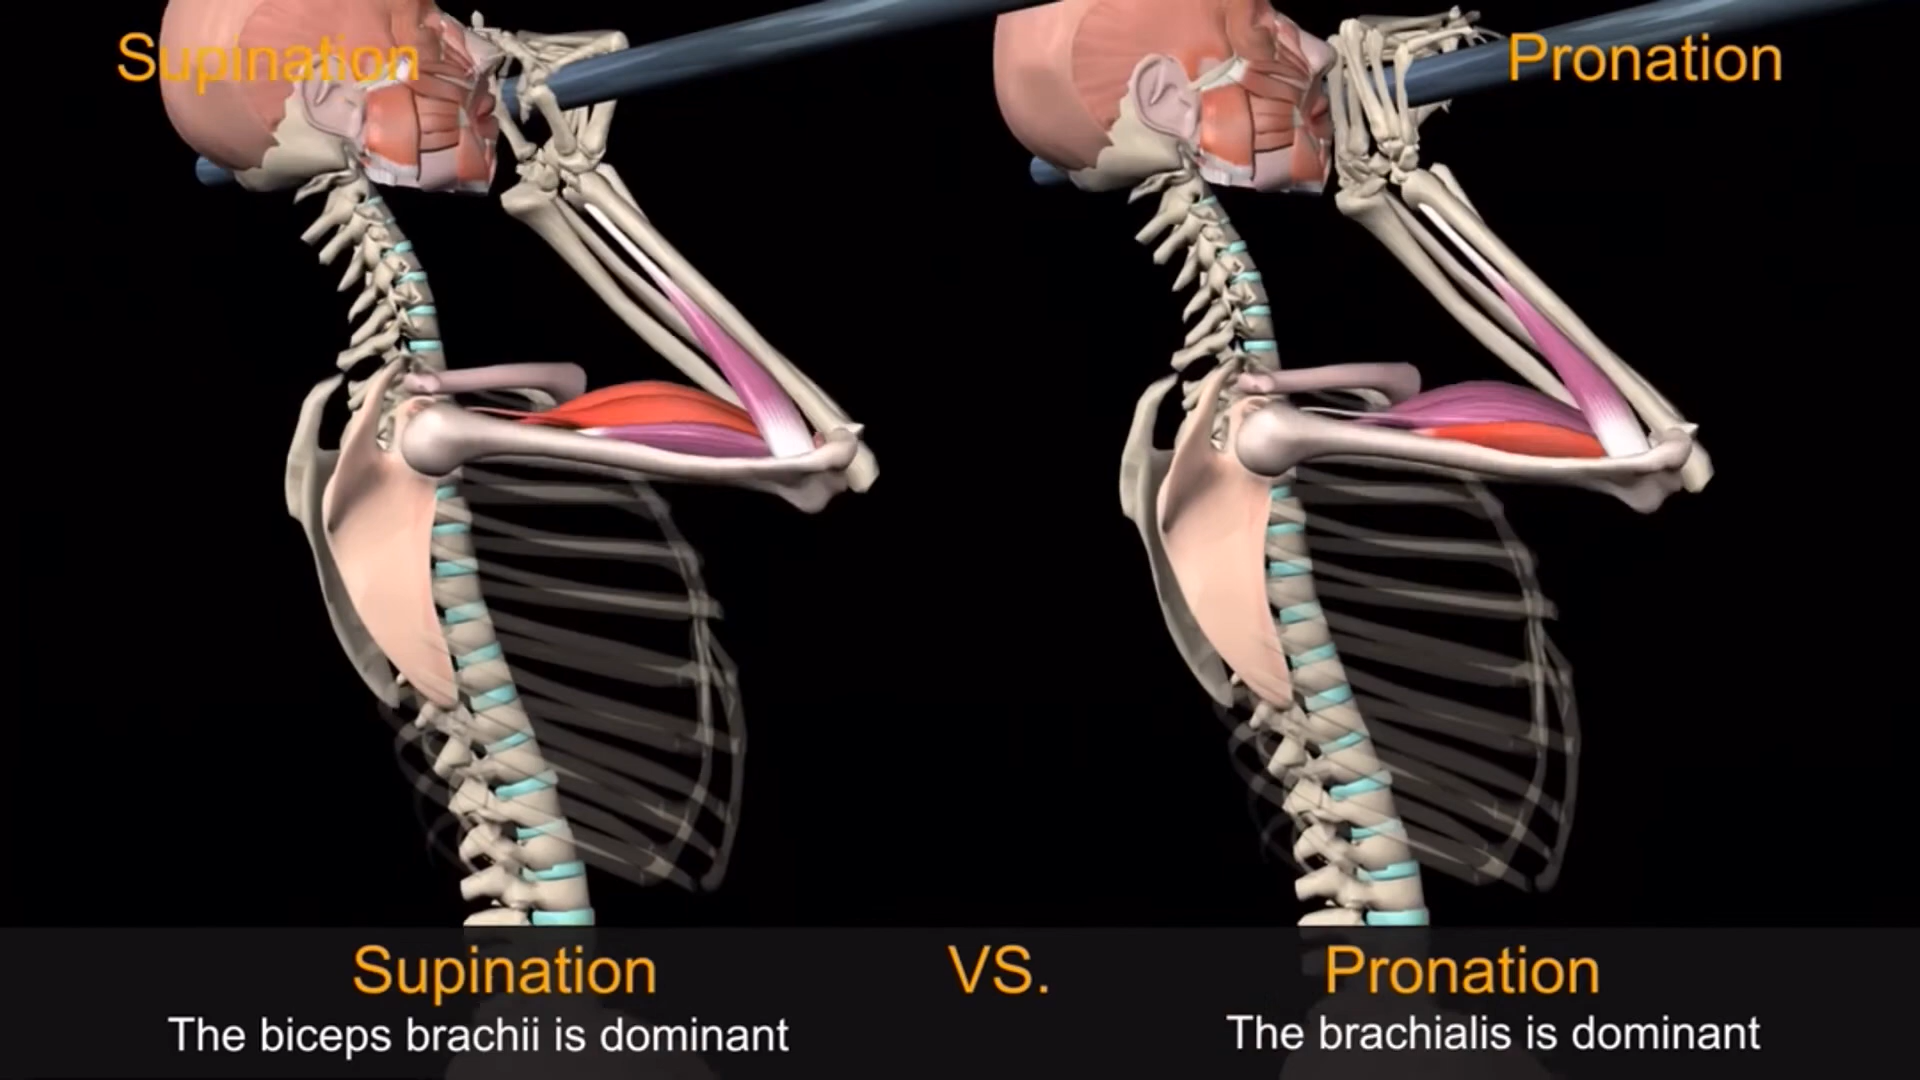 Supination
Pronation
Supination VS. Pronation
The biceps brachii is dominant
The brachialis is dominant